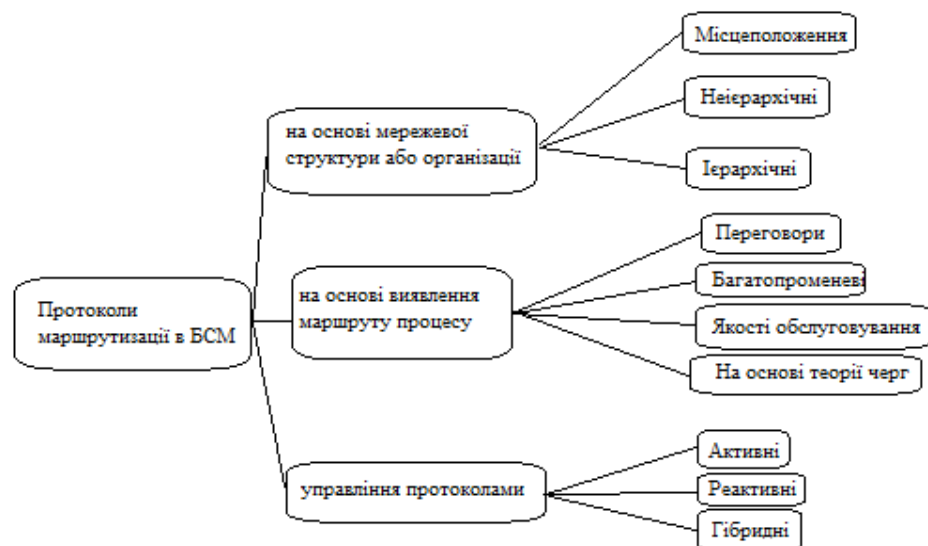 Місцеположення
Неієрархічні
на основі мережевої
структури або організації
Ієрархічні
Переговори
Багатопроменеві
на основі виявлення
маршруту процесу
Протоколи
маршрутизації в БСМ
Якості обслуговування
На основі теорії черг
Активні
управління протоколами
Реактивні
Гібридні